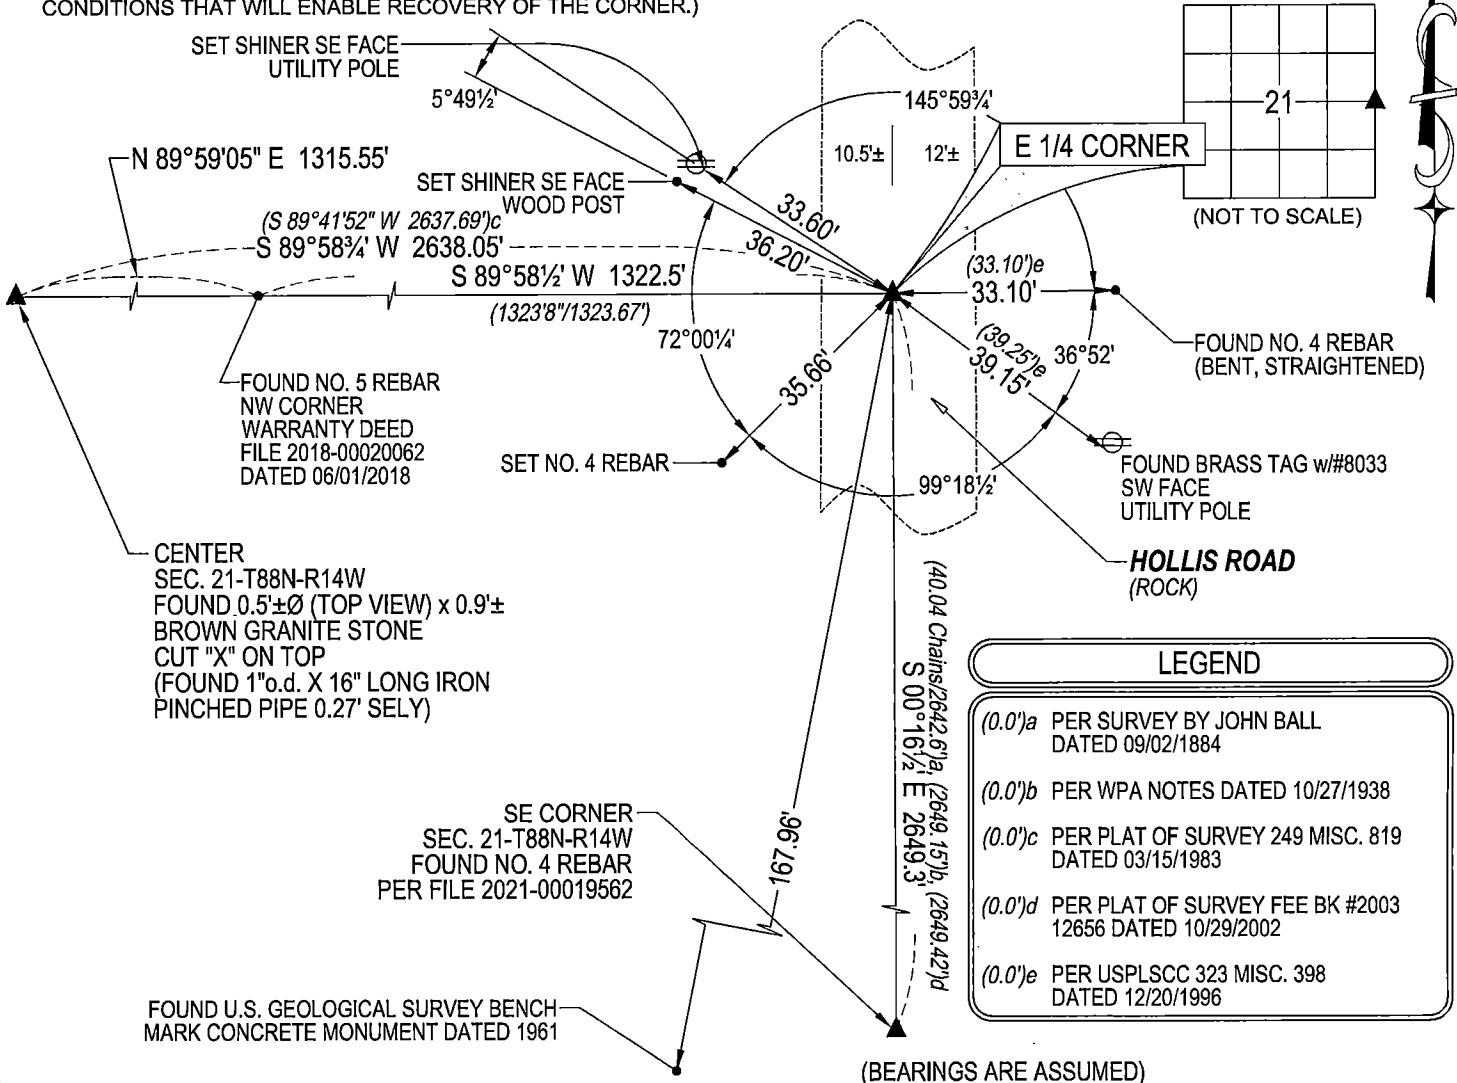 CONDITIONS THAT WILL ENABLE RECOVERY OF THE CORNER.)
SET SHINER SE FACE
UTILITY POLE
5°49½'
145°59¾'
10.5'±
12'±
E 1/4 CORNER
21
(NOT TO SCALE)
N 89°59'05" E 1315.55'
SET SHINER SE FACE
WOOD POST
33.60'
36.20'
(S 89°41'52" W 2637.69')c
S 89°58¾' W 2638.05'
S 89°58½' W 1322.5'
(1323'8"/1323.67')
(33.10')e
33.10'
72°00¼'
35.66'
(39.25')e
39.15'
36°52'
FOUND NO. 4 REBAR
(BENT, STRAIGHTENED)
FOUND NO. 5 REBAR
NW CORNER
WARRANTY DEED
FILE 2018-00020062
DATED 06/01/2018
SET NO. 4 REBAR
99°18½'
FOUND BRASS TAG w/#8033
SW FACE
UTILITY POLE
HOLLIS ROAD
(ROCK)
CENTER
SEC. 21-T88N-R14W
FOUND 0.5'±Ø (TOP VIEW) x 0.9'±
BROWN GRANITE STONE
CUT "X" ON TOP
(FOUND 1"o.d. X 16" LONG IRON
PINCHED PIPE 0.27' SELY)
(40.04 Chains/2642.6')a, (2649.15')b, (2649.42')d
S 00°16½' E 2649.3'
167.96'
SE CORNER
SEC. 21-T88N-R14W
FOUND NO. 4 REBAR
PER FILE 2021-00019562
FOUND U.S. GEOLOGICAL SURVEY BENCH
MARK CONCRETE MONUMENT DATED 1961
LEGEND
(0.0')a PER SURVEY BY JOHN BALL
DATED 09/02/1884
(0.0')b PER WPA NOTES DATED 10/27/1938
(0.0')c PER PLAT OF SURVEY 249 MISC. 819
DATED 03/15/1983
(0.0')d PER PLAT OF SURVEY FEE BK #2003
12656 DATED 10/29/2002
(0.0')e PER USPLSCC 323 MISC. 398
DATED 12/20/1996
(BEARINGS ARE ASSUMED)